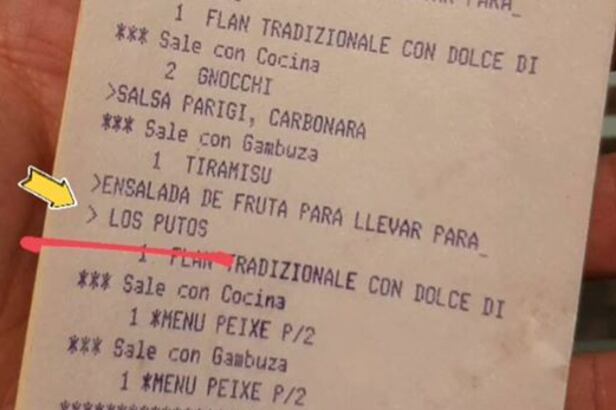 PARA_
1 FLAN TRADIZIONALE CON DOLCE DI
*** Sale con Cocina
2 GNOCCHI
>SALSA PARIGI, CARBONARA
*** Sale con Gambuza
1 TIRAMISU
>ENSALADA DE FRUTA PARA LLEVAR PARA_
> LOS PUTOS
1 FLAN TRADIZIONALE CON DOLCE DI
*** Sale con Cocina
1 *MENU PEIXE P/2
*** Sale con Gambuza
1 *MENU PEIXE P/2